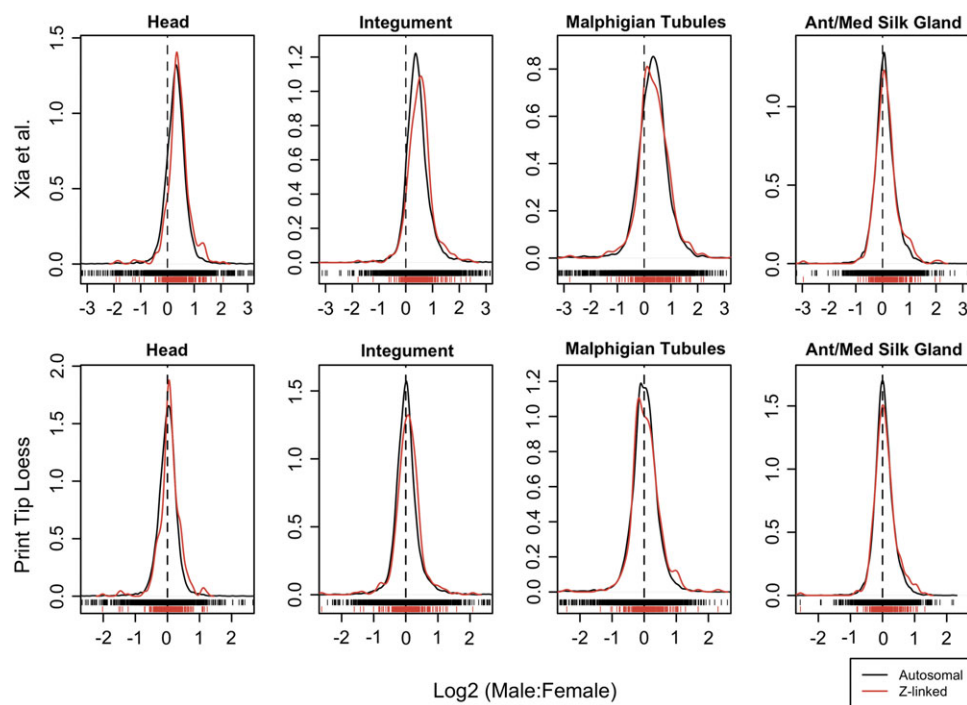 Head
Integument
Malphigian Tubules
Ant/Med Silk Gland
Xia et al.
0.0 0.5 1.0 1.5
-3 -2 -1 0 1 2 3
0.0 0.2 0.4 0.6 0.8 1.0 1.2
-3 -2 -1 0 1 2 3
0.0 0.2 0.4 0.6 0.8
-3 -2 -1 0 1 2 3
0.0 0.5 1.0
-3 -2 -1 0 1 2 3
Head
Integument
Malphigian Tubules
Ant/Med Silk Gland
Print Tip Loess
0.0 0.5 1.0 1.5 2.0
-2 -1 0 1 2
0.0 0.5 1.0 1.5
-2 -1 0 1 2
0.0 0.2 0.4 0.6 0.8 1.0 1.2
-2 -1 0 1 2
0.0 0.5 1.0 1.5
-2 -1 0 1 2
Log2 (Male:Female)
Autosomal
Z-linked